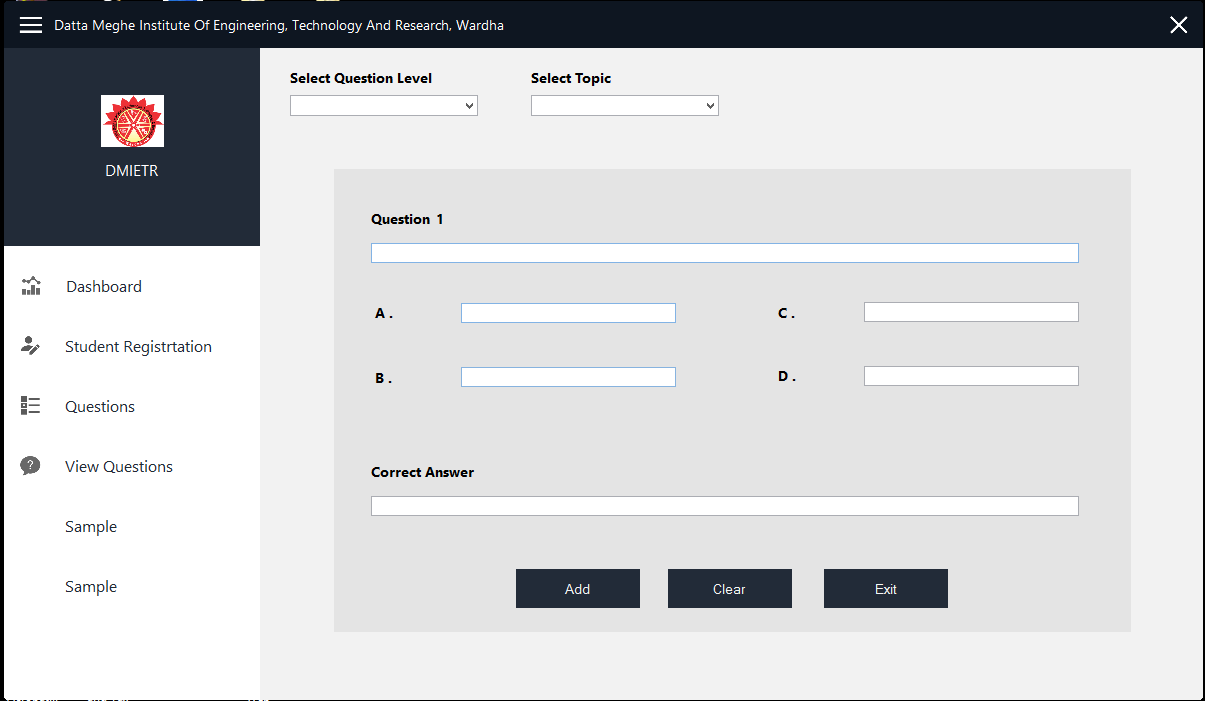 Datta Meghe Institute Of Engineering, Technology And Research, Wardha
DMIETR
Dashboard
Student Registrtation
Questions
View Questions
Sample
Sample
Select Question Level
Select Topic
Question 1
A .
C .
B .
D .
Correct Answer
Add
Clear
Exit